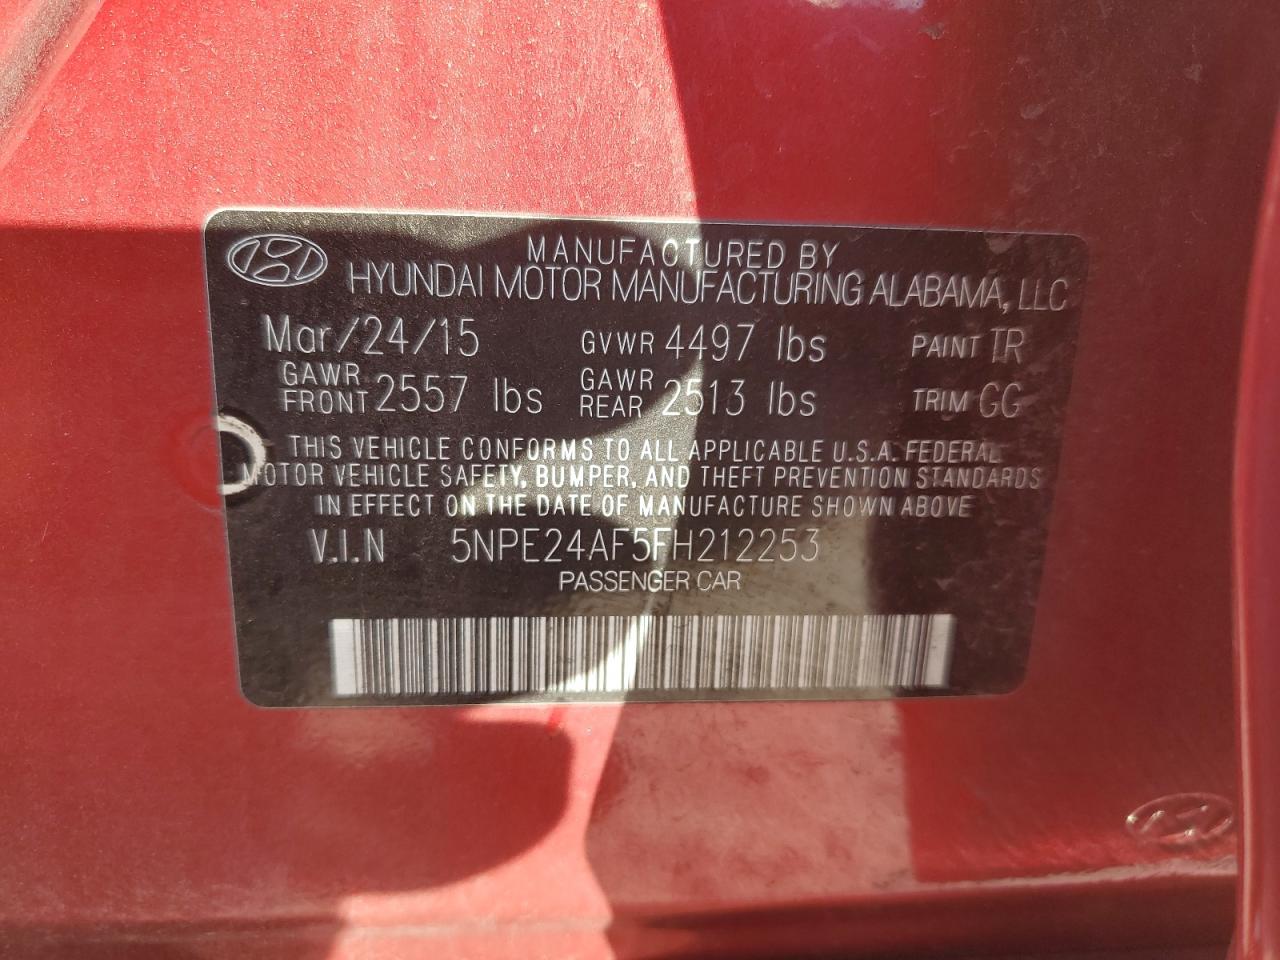 MANUFACTURED BY
HYUNDAI MOTOR MANUFACTURING ALABAMA, LLC
Mar/24/15 GVWR 4497 lbs PAINT TR
GAWR FRONT 2557 lbs GAWR REAR 2513 lbs TRIM GG
THIS VEHICLE CONFORMS TO ALL APPLICABLE U.S.A. FEDERAL
MOTOR VEHICLE SAFETY, BUMPER, AND THEFT PREVENTION STANDARDS
IN EFFECT ON THE DATE OF MANUFACTURE SHOWN ABOVE
V.I.N 5NPE24AF5FH212253
PASSENGER CAR